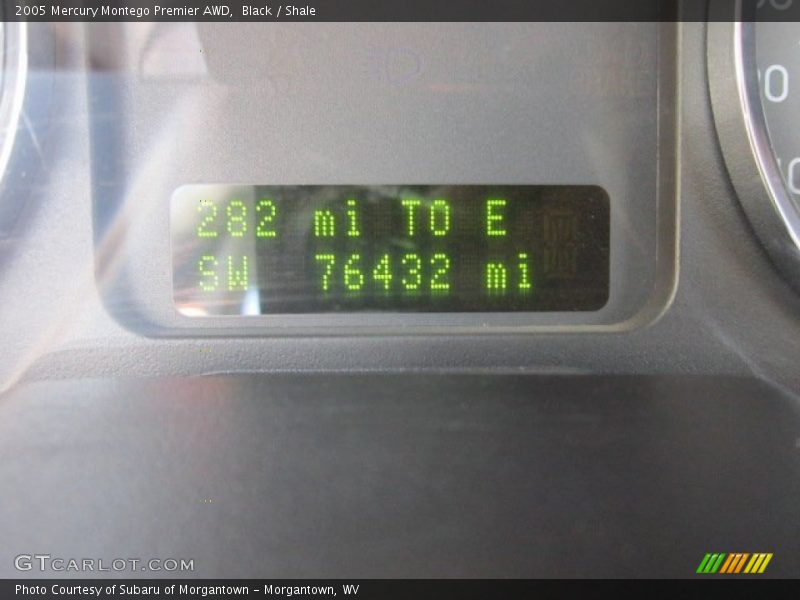 2005 Mercury Montego Premier AWD,  Black / Shale
282 mi TO E
SW 76432 mi
GTCARLOT.COM
Photo Courtesy of Subaru of Morgantown - Morgantown, WV